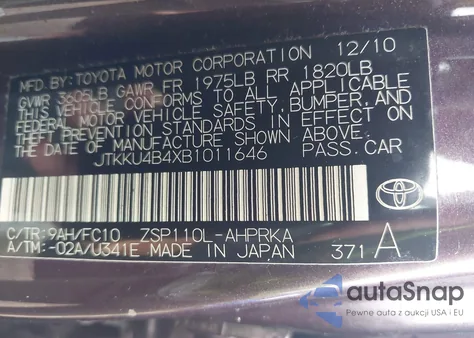 MFD.BY:TOYOTA MOTOR CORPORATION 12/10
GVWR 3605LB GAWR FR 1975LB RR 1820LB
THIS VEHICLE CONFORMS TO ALL APPLICABLE
FEDERAL MOTOR VEHICLE SAFETY, BUMPER, AND
THEFT PREVENTION STANDARDS IN EFFECT ON
THE DATE OF MANUFACTURE SHOWN ABOVE.
JTKKU4B4XB1011646 PASS.CAR
TOYOTA
C/TR:9AH/FC10 ZSP110L-AHPRKA
A/TM:-02A/U341E MADE IN JAPAN 371 A
autoSnap
Pewne auta z aukcji USA i EU